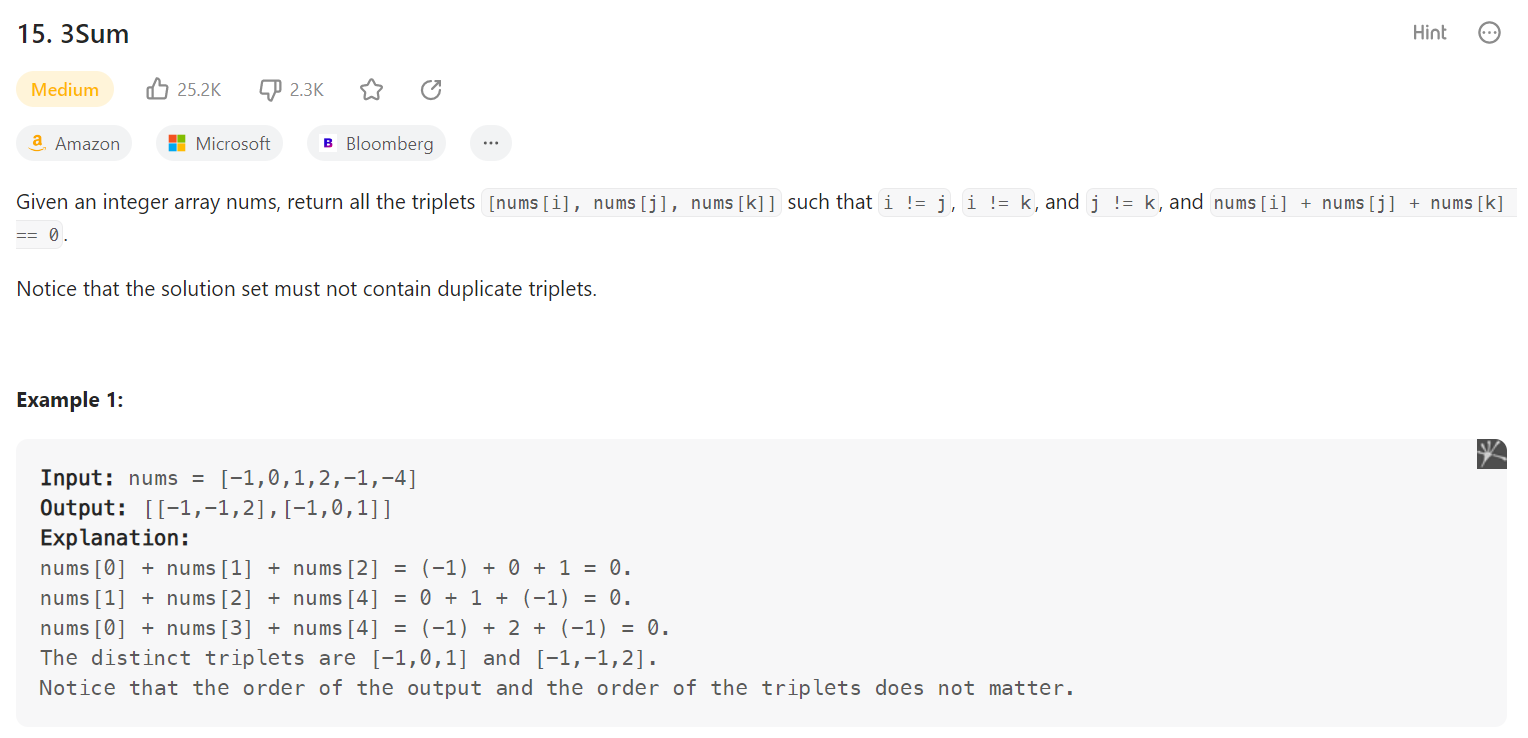 15. 3Sum
Hint
Medium 25.2K 2.3K
Amazon Microsoft B Bloomberg ...
Given an integer array nums, return all the triplets [nums[i], nums[j], nums[k]] such that i != j, i != k, and j != k, and nums[i] + nums[j] + nums[k]
== 0.
Notice that the solution set must not contain duplicate triplets.
Example 1:
Input: nums = [-1,0,1,2,-1,-4]
Output: [[-1,-1,2],[-1,0,1]]
Explanation:
nums[0] + nums[1] + nums[2] = (-1) + 0 + 1 = 0.
nums[1] + nums[2] + nums[4] = 0 + 1 + (-1) = 0.
nums[0] + nums[3] + nums[4] = (-1) + 2 + (-1) = 0.
The distinct triplets are [-1,0,1] and [-1,-1,2].
Notice that the order of the output and the order of the triplets does not matter.